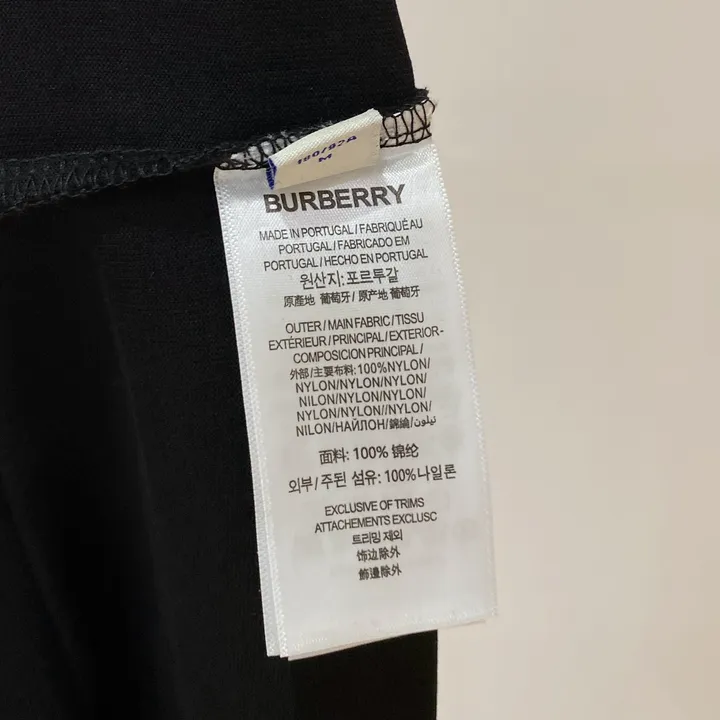 180/92A
M
BURBERRY
MADE IN PORTUGAL / FABRIQUÉ AU
PORTUGAL / FABRICADO EM
PORTUGAL / HECHO EN PORTUGAL
원산지: 포르투갈
原產地 葡萄牙 / 原产地 葡萄牙
OUTER / MAIN FABRIC / TISSU
EXTÉRIEUR / PRINCIPAL / EXTERIOR-
COMPOSICION PRINCIPAL /
外部 / 主要布料: 100% NYLON /
NYLON/NYLON/NYLON/
NILON/NYLON/NYLON/
NYLON/NYLON//NYLON/
NILON/НАЙЛОН/錦綸/نيلون
面料: 100% 锦纶
외부 / 주된 섬유: 100% 나일론
EXCLUSIVE OF TRIMS
ATTACHEMENTS EXCLUSC
트리밍 제외
饰边除外
飾邊除外